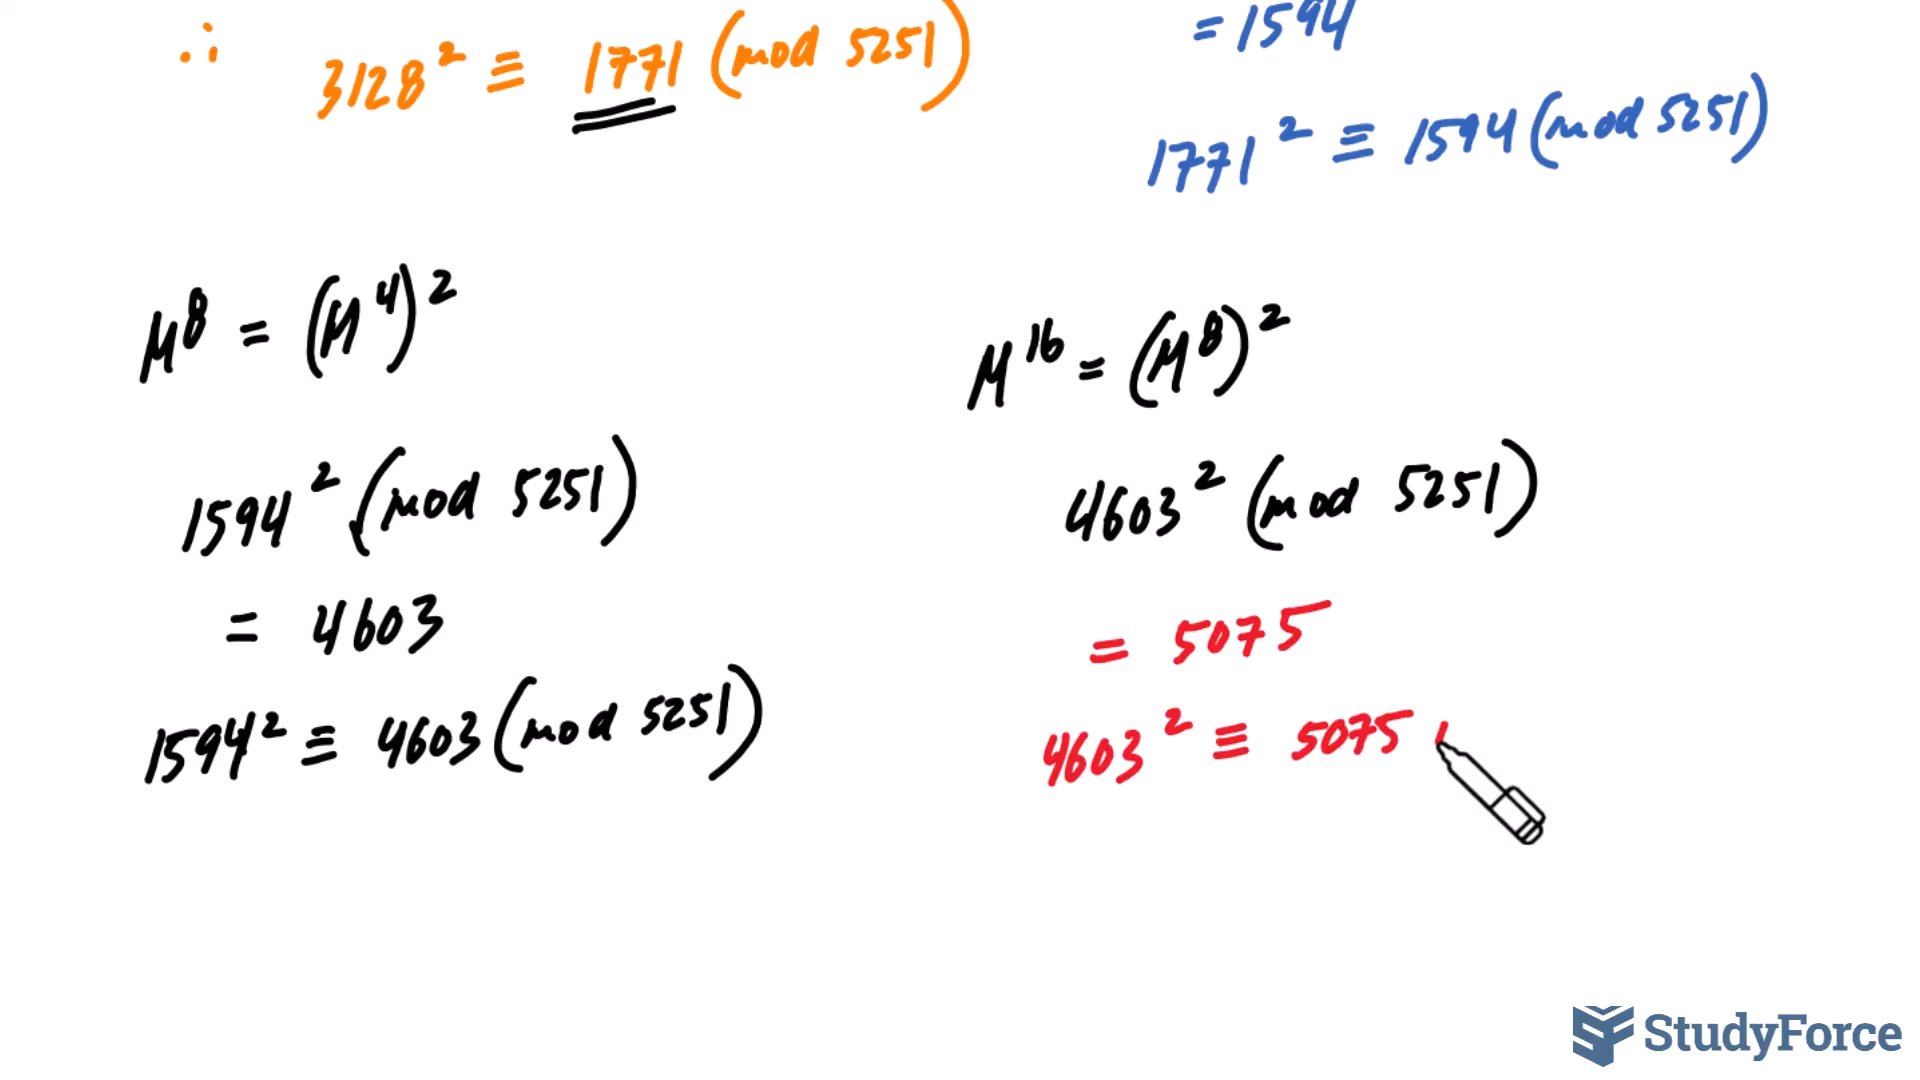 ∴ 3128² ≡ 1771 (mod 5251)
= 1594
1771² ≡ 1594 (mod 5251)
M⁸ = (M⁴)²
1594² (mod 5251)
= 4603
1594² ≡ 4603 (mod 5251)
M¹⁶ = (M⁸)²
4603² (mod 5251)
= 5075
4603² ≡ 5075
StudyForce